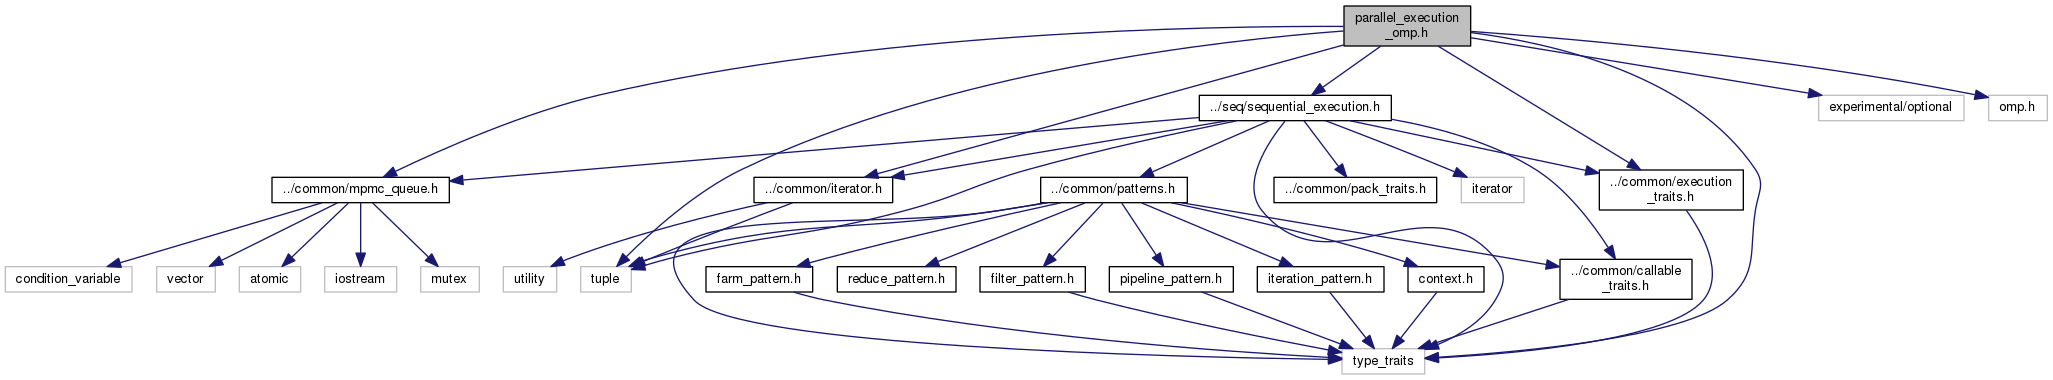 parallel_execution
_omp.h
../seq/sequential_execution.h
experimental/optional
omp.h
../common/mpmc_queue.h
../common/iterator.h
../common/patterns.h
../common/pack_traits.h
iterator
../common/execution
_traits.h
condition_variable
vector
atomic
iostream
mutex
utility
tuple
farm_pattern.h
reduce_pattern.h
filter_pattern.h
pipeline_pattern.h
iteration_pattern.h
context.h
../common/callable
_traits.h
type_traits